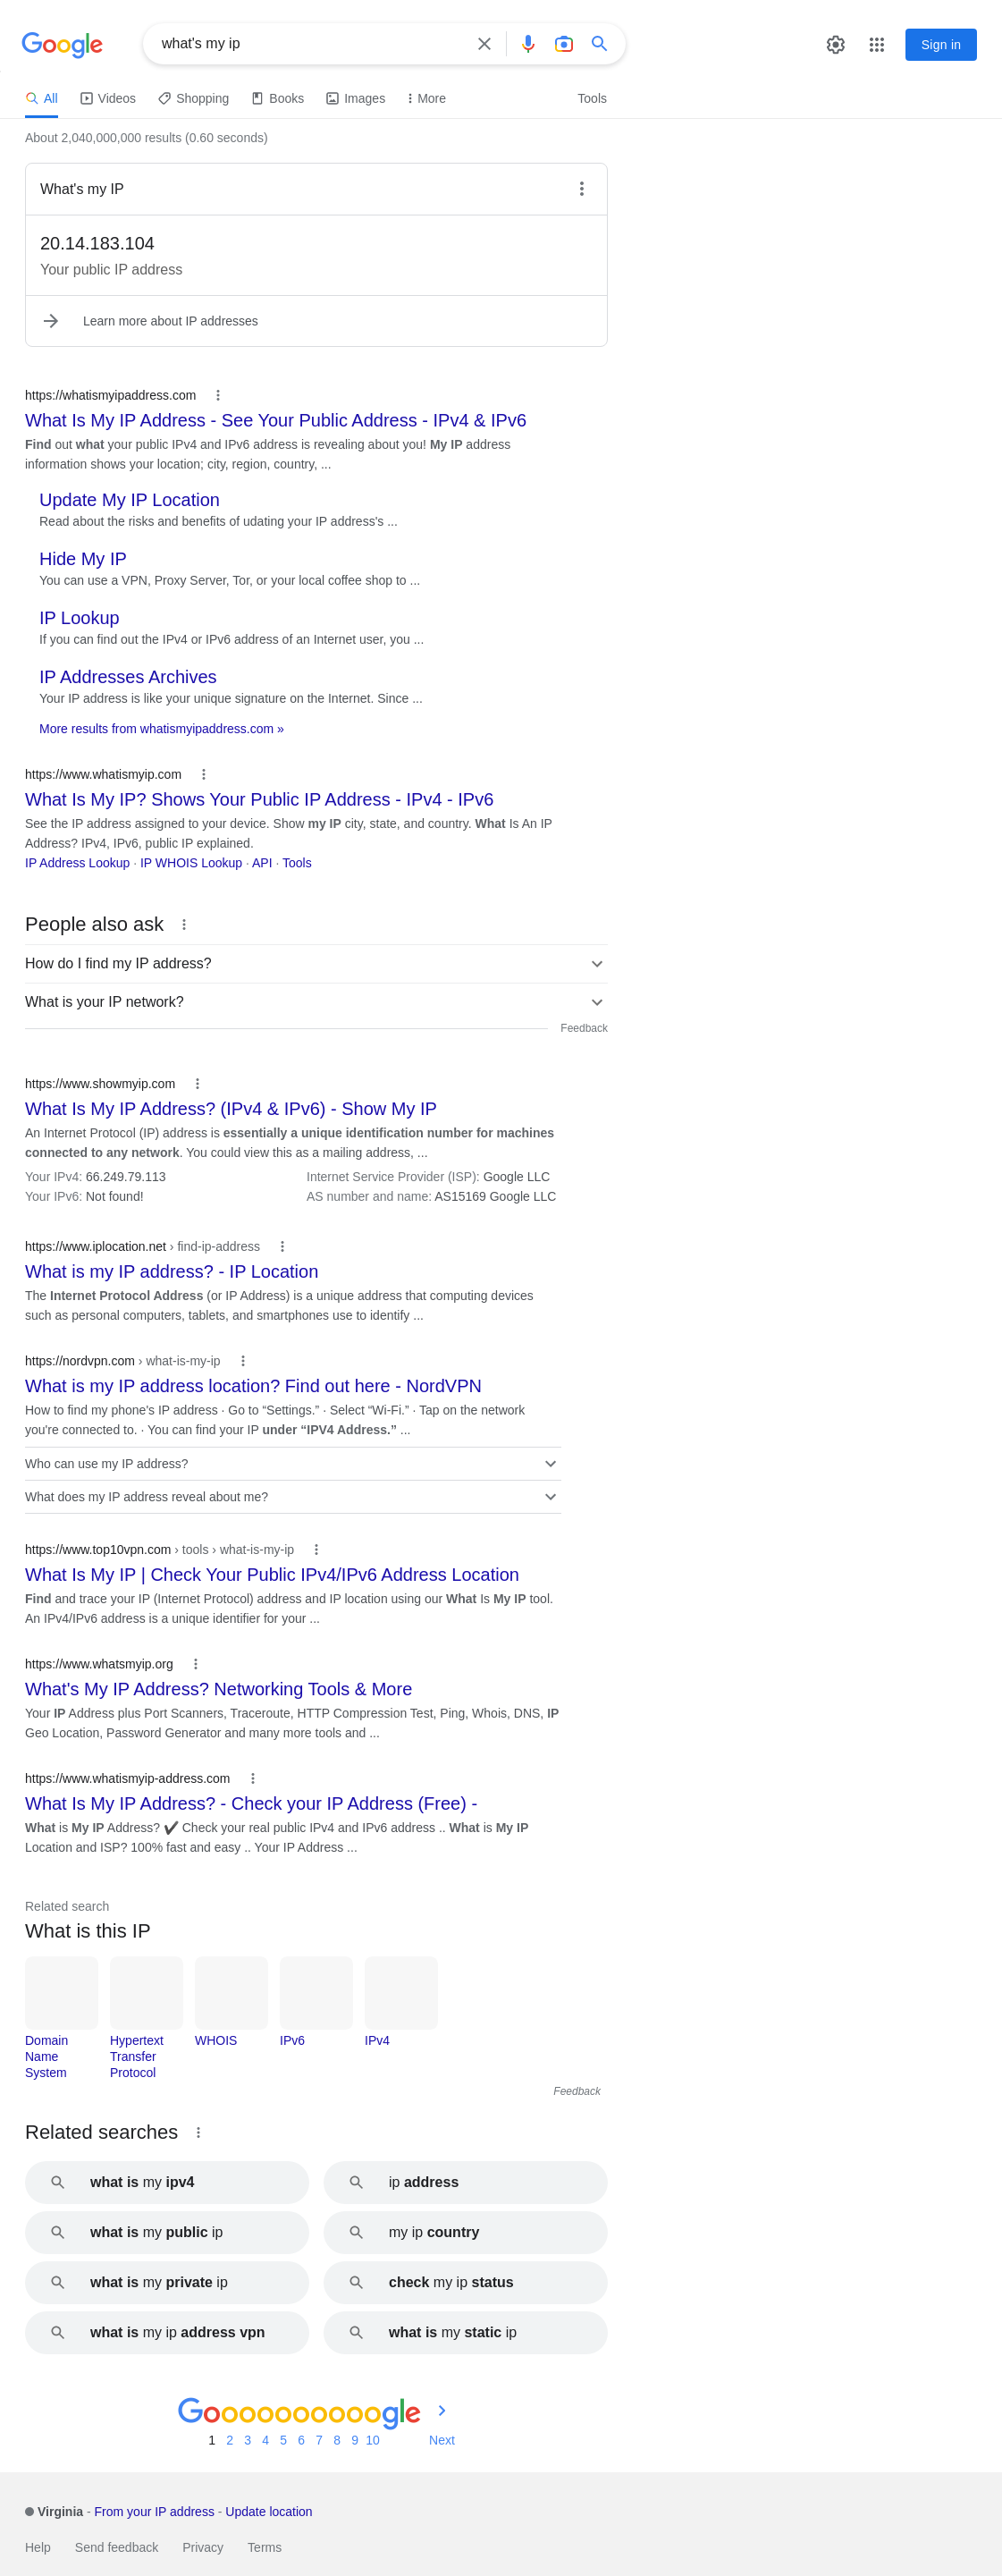 Google
what's my ip
Sign in
All Videos Shopping Books Images More Tools
About 2,040,000,000 results (0.60 seconds)
What's my IP
20.14.183.104
Your public IP address
Learn more about IP addresses
https://whatismyipaddress.com
What Is My IP Address - See Your Public Address - IPv4 & IPv6
Find out what your public IPv4 and IPv6 address is revealing about you! My IP address
information shows your location; city, region, country, ...
Update My IP Location
Read about the risks and benefits of udating your IP address's ...
Hide My IP
You can use a VPN, Proxy Server, Tor, or your local coffee shop to ...
IP Lookup
If you can find out the IPv4 or IPv6 address of an Internet user, you ...
IP Addresses Archives
Your IP address is like your unique signature on the Internet. Since ...
More results from whatismyipaddress.com »
https://www.whatismyip.com
What Is My IP? Shows Your Public IP Address - IPv4 - IPv6
See the IP address assigned to your device. Show my IP city, state, and country. What Is An IP
Address? IPv4, IPv6, public IP explained.
IP Address Lookup · IP WHOIS Lookup · API · Tools
People also ask
How do I find my IP address?
What is your IP network?
Feedback
https://www.showmyip.com
What Is My IP Address? (IPv4 & IPv6) - Show My IP
An Internet Protocol (IP) address is essentially a unique identification number for machines
connected to any network. You could view this as a mailing address, ...
Your IPv4: 66.249.79.113 Internet Service Provider (ISP): Google LLC
Your IPv6: Not found! AS number and name: AS15169 Google LLC
https://www.iplocation.net › find-ip-address
What is my IP address? - IP Location
The Internet Protocol Address (or IP Address) is a unique address that computing devices
such as personal computers, tablets, and smartphones use to identify ...
https://nordvpn.com › what-is-my-ip
What is my IP address location? Find out here - NordVPN
How to find my phone's IP address · Go to “Settings.” · Select “Wi-Fi.” · Tap on the network
you're connected to. · You can find your IP under “IPV4 Address.” ...
Who can use my IP address?
What does my IP address reveal about me?
https://www.top10vpn.com › tools › what-is-my-ip
What Is My IP | Check Your Public IPv4/IPv6 Address Location
Find and trace your IP (Internet Protocol) address and IP location using our What Is My IP tool.
An IPv4/IPv6 address is a unique identifier for your ...
https://www.whatsmyip.org
What's My IP Address? Networking Tools & More
Your IP Address plus Port Scanners, Traceroute, HTTP Compression Test, Ping, Whois, DNS, IP
Geo Location, Password Generator and many more tools and ...
https://www.whatismyip-address.com
What Is My IP Address? - Check your IP Address (Free) -
What is My IP Address? ✔ Check your real public IPv4 and IPv6 address .. What is My IP
Location and ISP? 100% fast and easy .. Your IP Address ...
Related search
What is this IP
Domain Name System
Hypertext Transfer Protocol
WHOIS
IPv6
IPv4
Feedback
Related searches
what is my ipv4
ip address
what is my public ip
my ip country
what is my private ip
check my ip status
what is my ip address vpn
what is my static ip
Goooooooooogle
1 2 3 4 5 6 7 8 9 10 Next
Virginia - From your IP address - Update location
Help Send feedback Privacy Terms